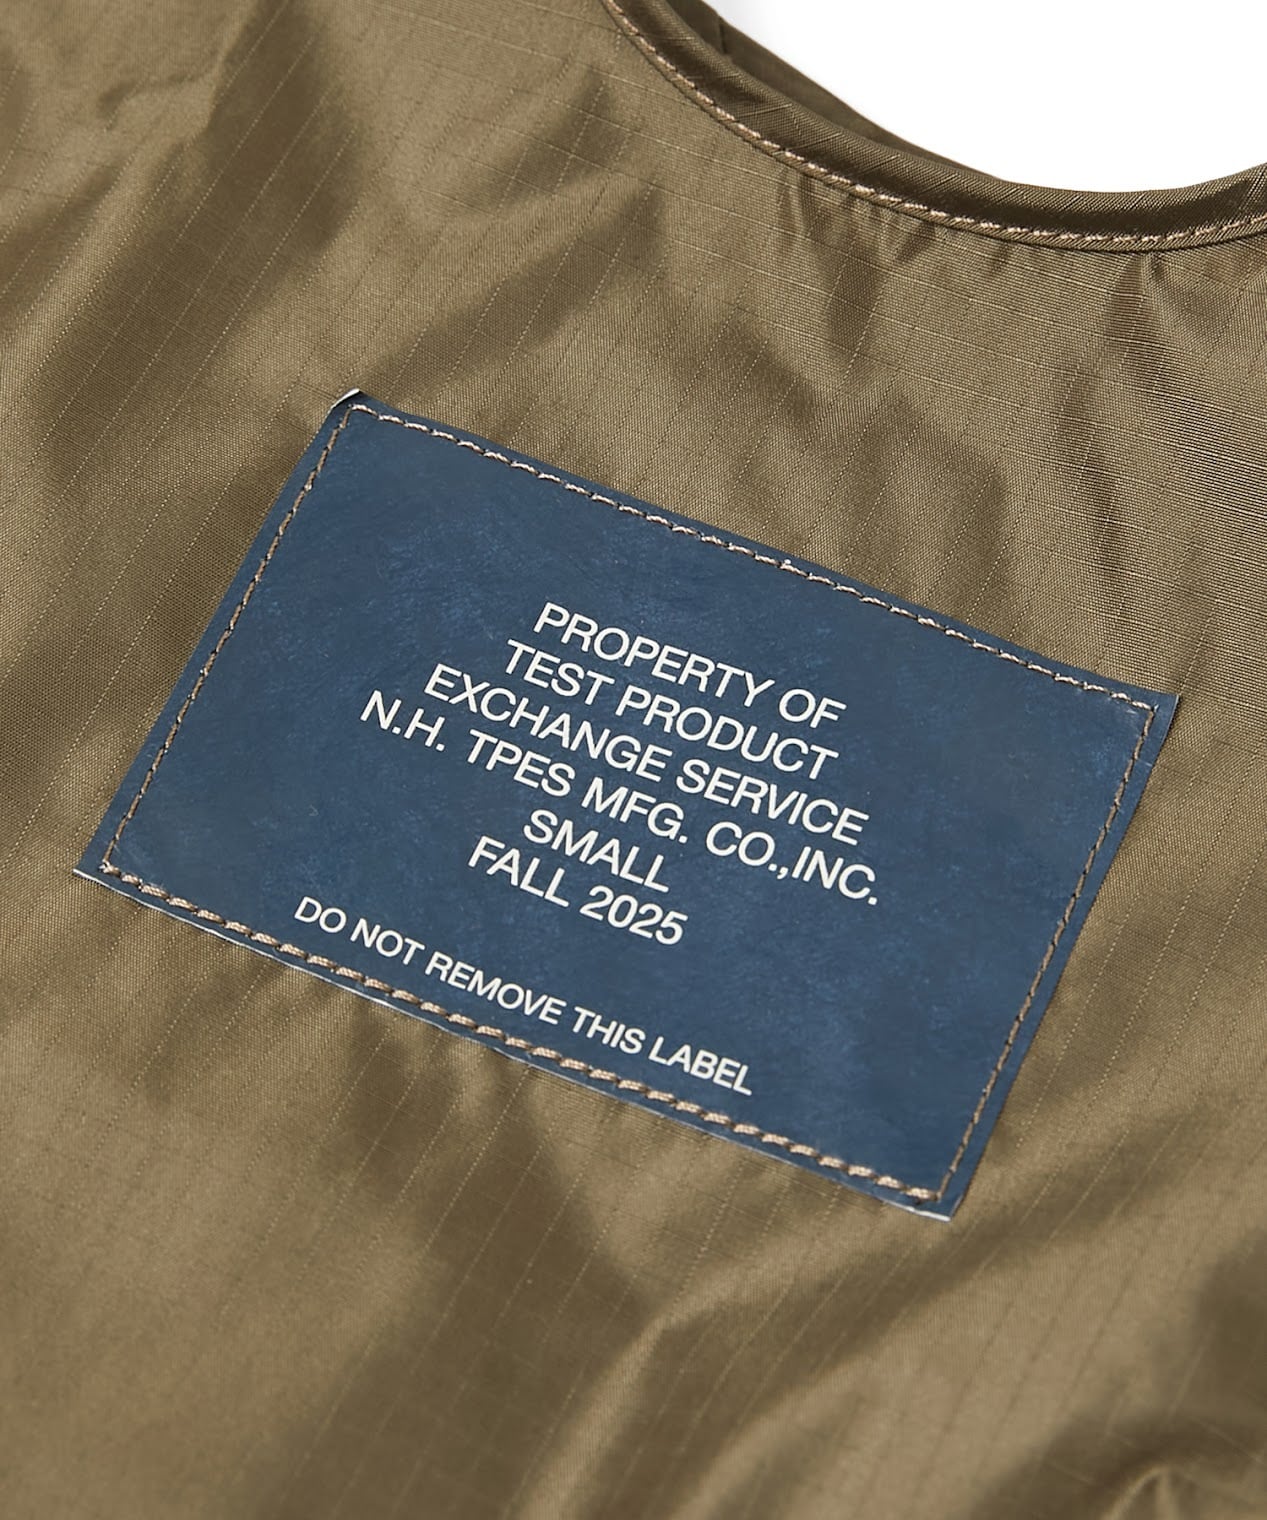 PROPERTY OF
TEST PRODUCT
EXCHANGE SERVICE
N.H. TPES MFG. CO.,INC.
SMALL
FALL 2025
DO NOT REMOVE THIS LABEL